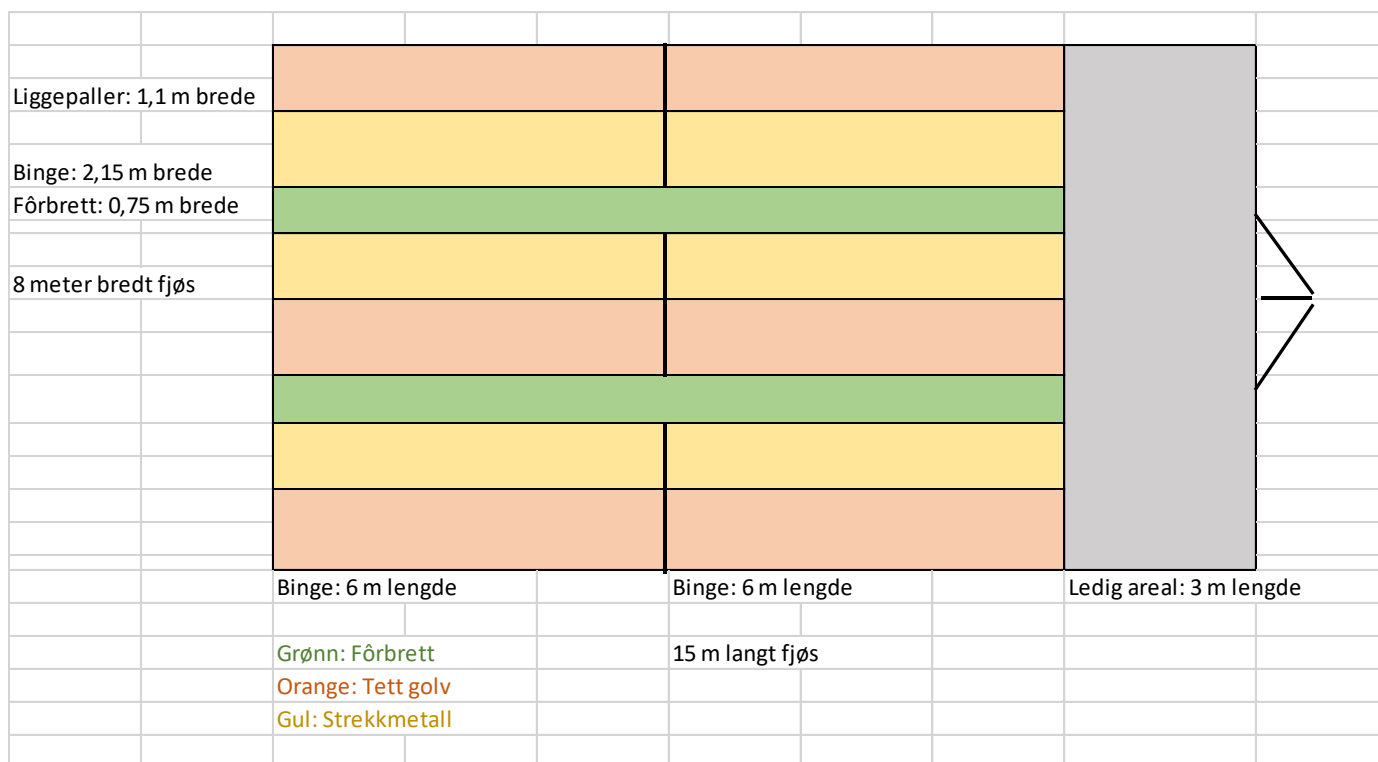 Liggepaller: 1,1 m brede
Binge: 2,15 m brede
Fôrbrett: 0,75 m brede
8 meter bredt fjøs
Binge: 6 m lengde
Binge: 6 m lengde
Ledig areal: 3 m lengde
Grønn: Fôrbrett
15 m langt fjøs
Orange: Tett golv
Gul: Strekkmetall